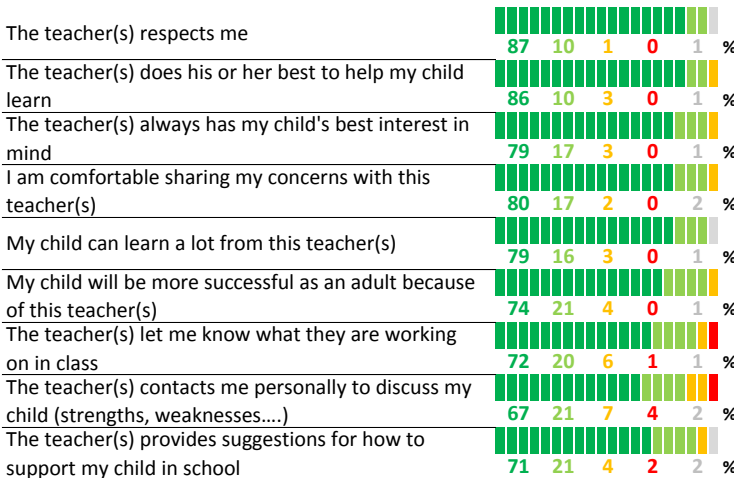 The teacher(s) respects me
87 10 1 0 1 %
The teacher(s) does his or her best to help my child
learn
86 10 3 0 1 %
The teacher(s) always has my child's best interest in
mind
79 17 3 0 1 %
I am comfortable sharing my concerns with this
teacher(s)
80 17 2 0 2 %
My child can learn a lot from this teacher(s)
79 16 3 0 1 %
My child will be more successful as an adult because
of this teacher(s)
74 21 4 0 1 %
The teacher(s) let me know what they are working
on in class
72 20 6 1 1 %
The teacher(s) contacts me personally to discuss my
child (strengths, weaknesses....)
67 21 7 4 2 %
The teacher(s) provides suggestions for how to
support my child in school
71 21 4 2 2 %